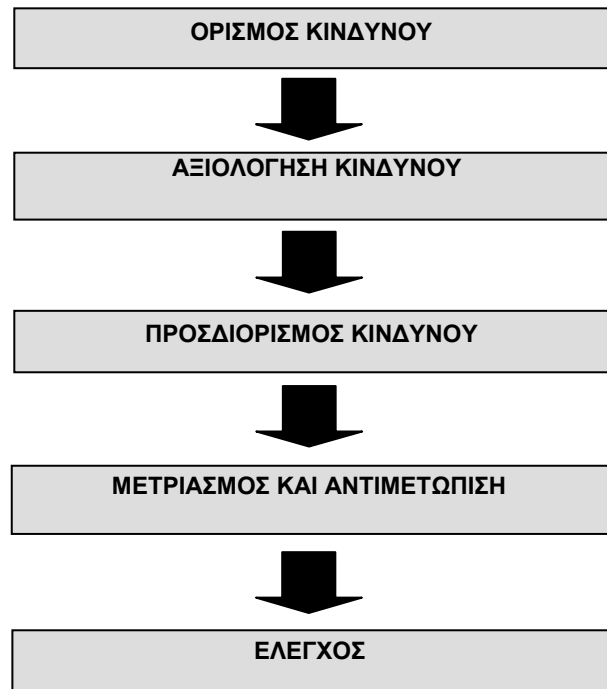 ΟΡΙΣΜΟΣ ΚΙΝΔΥΝΟΥ
ΑΞΙΟΛΟΓΗΣΗ ΚΙΝΔΥΝΟΥ
ΠΡΟΣΔΙΟΡΙΣΜΟΣ ΚΙΝΔΥΝΟΥ
ΜΕΤΡΙΑΣΜΟΣ ΚΑΙ ΑΝΤΙΜΕΤΩΠΙΣΗ
ΕΛΕΓΧΟΣ